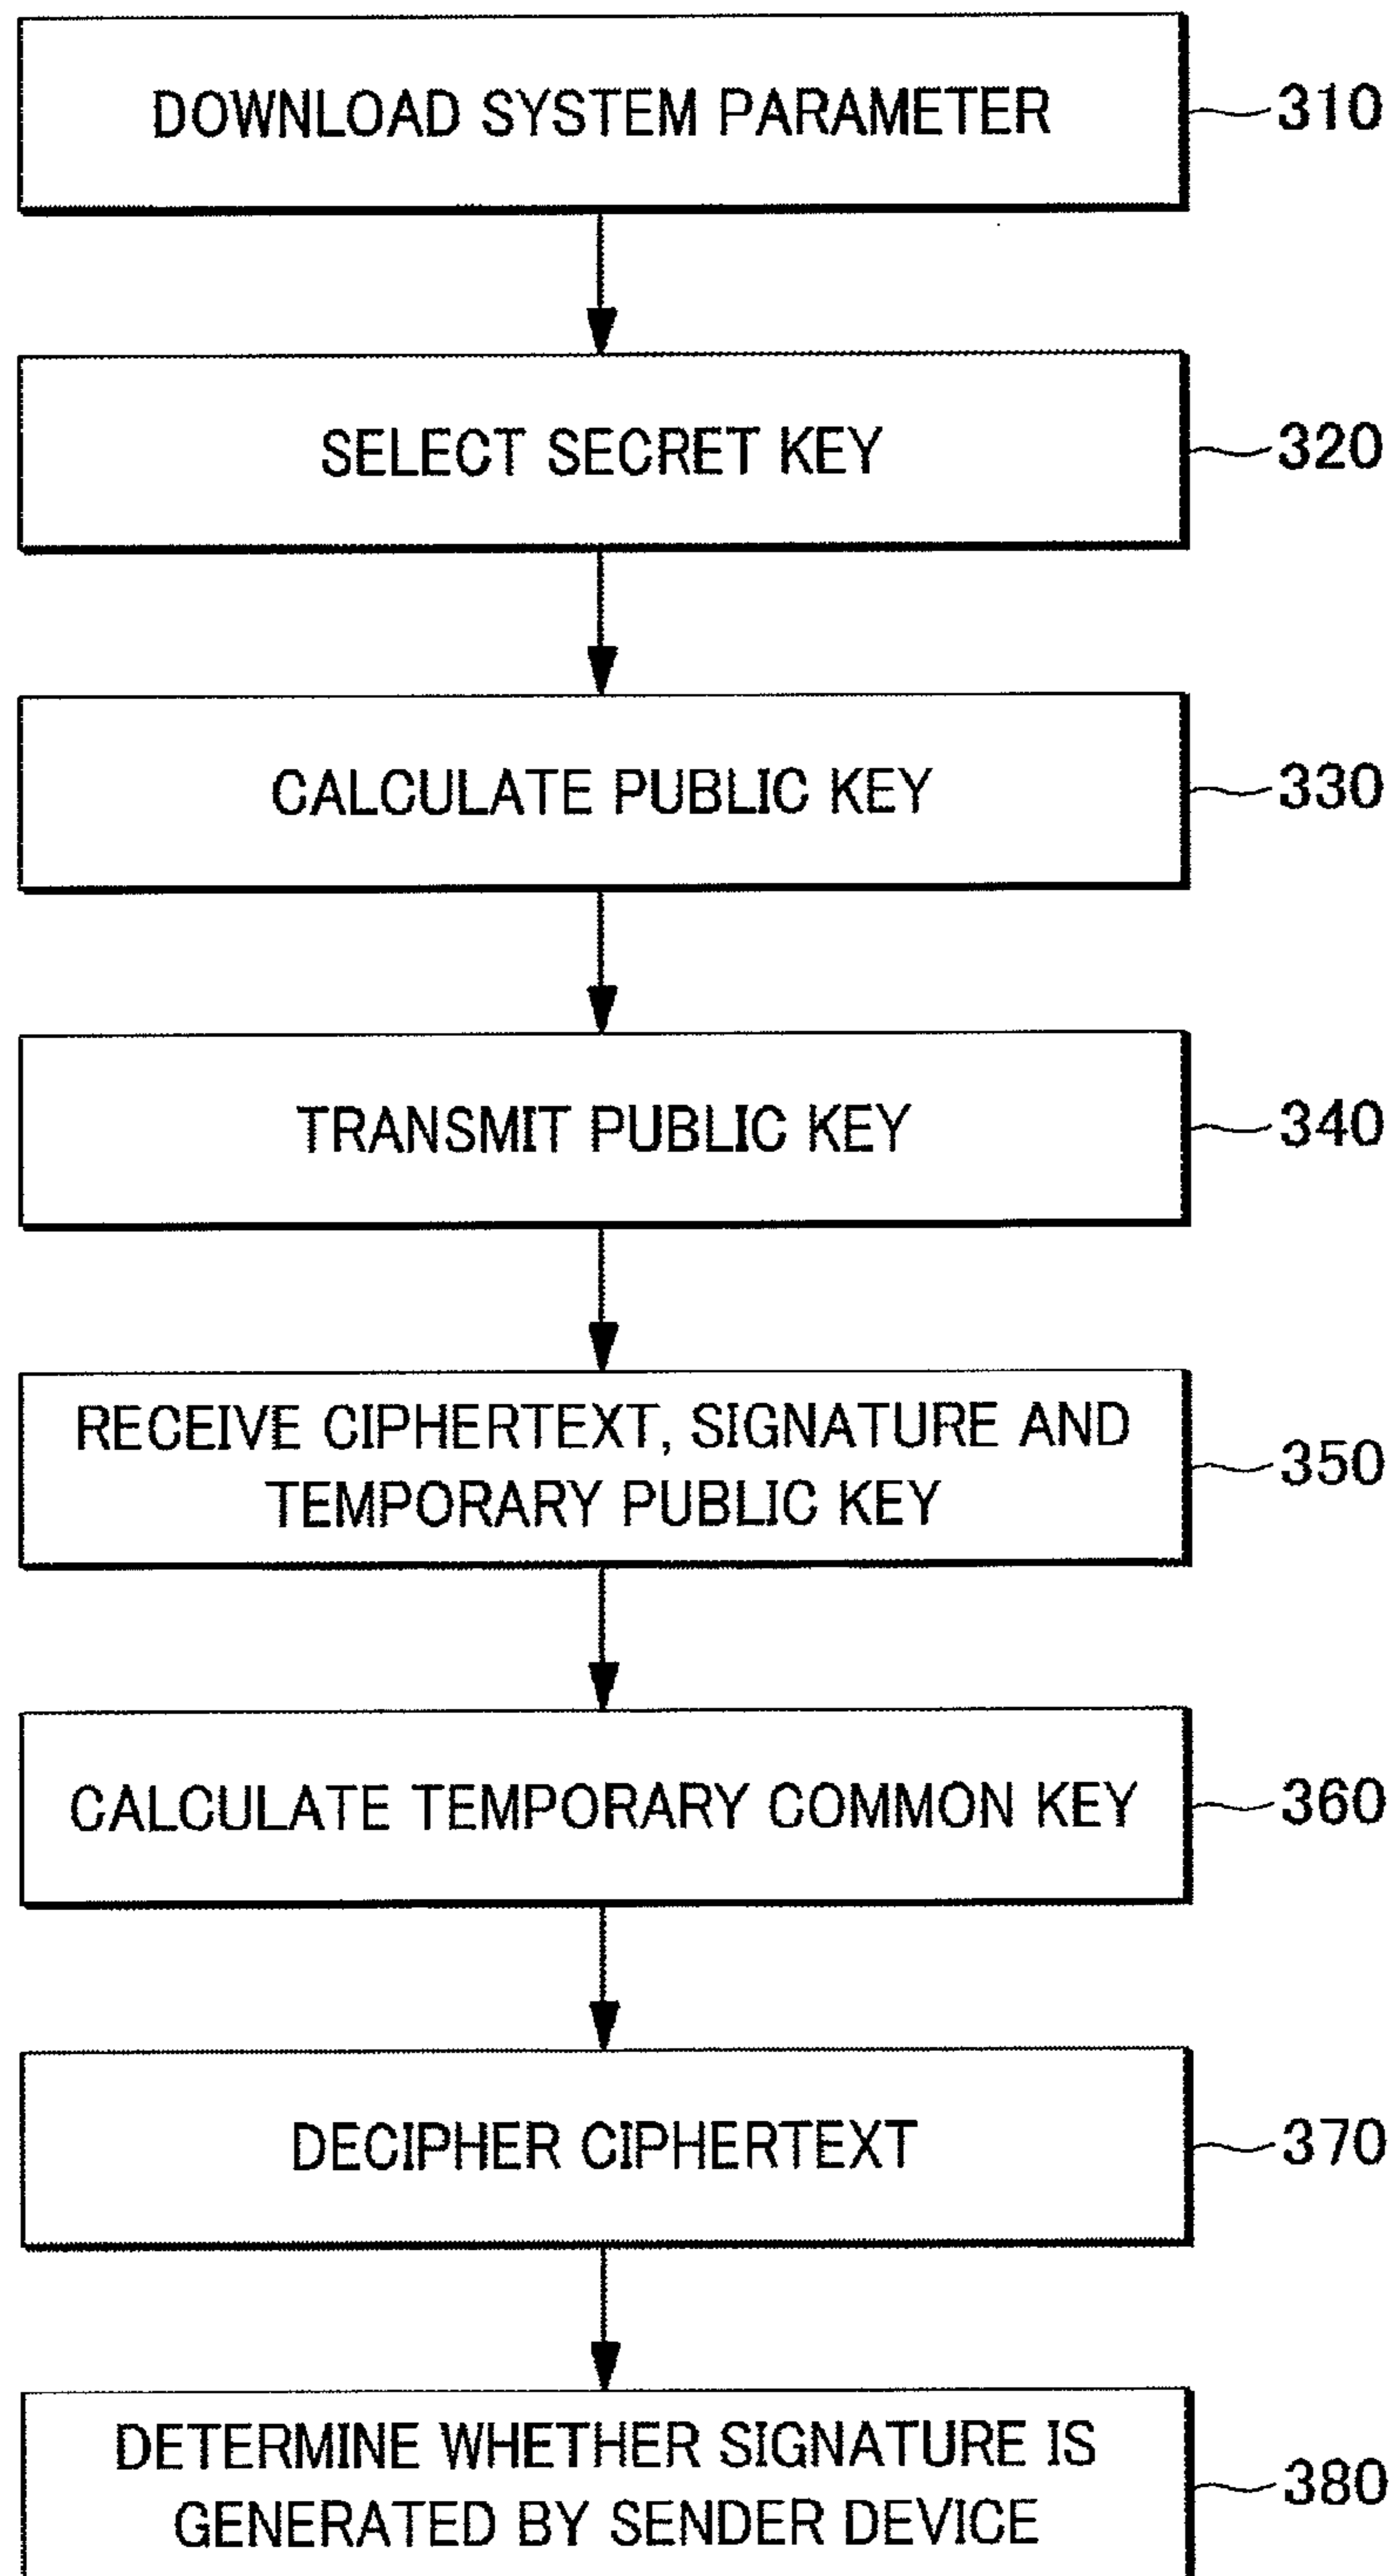 DOWNLOAD SYSTEM PARAMETER
310
SELECT SECRET KEY
320
CALCULATE PUBLIC KEY
330
TRANSMIT PUBLIC KEY
340
RECEIVE CIPHERTEXT, SIGNATURE AND
TEMPORARY PUBLIC KEY
350
CALCULATE TEMPORARY COMMON KEY
360
DECIPHER CIPHERTEXT
370
DETERMINE WHETHER SIGNATURE IS
GENERATED BY SENDER DEVICE
380